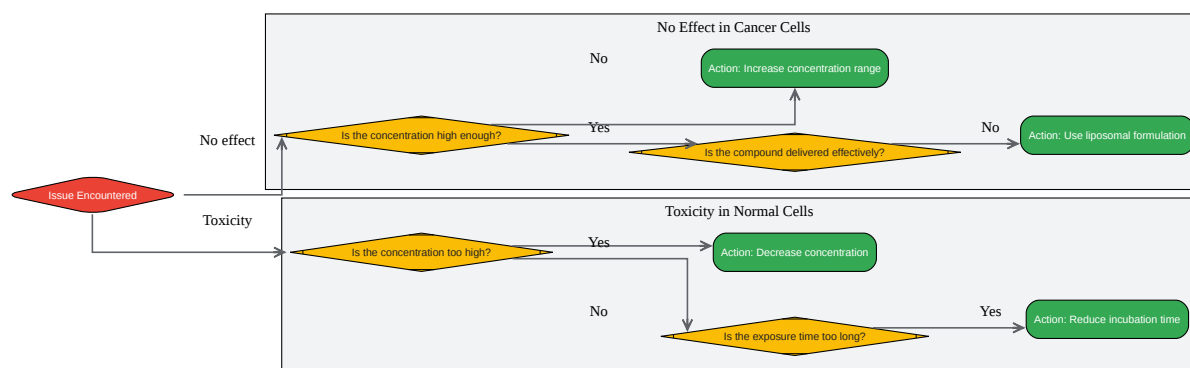 No Effect in Cancer Cells
No
Action: Increase concentration range
Is the concentration high enough?
Yes
No effect
Is the compound delivered effectively?
No
Action: Use liposomal formulation
Issue Encountered
Toxicity
Toxicity in Normal Cells
Is the concentration too high?
Yes
Action: Decrease concentration
No
Is the exposure time too long?
Yes
Action: Reduce incubation time